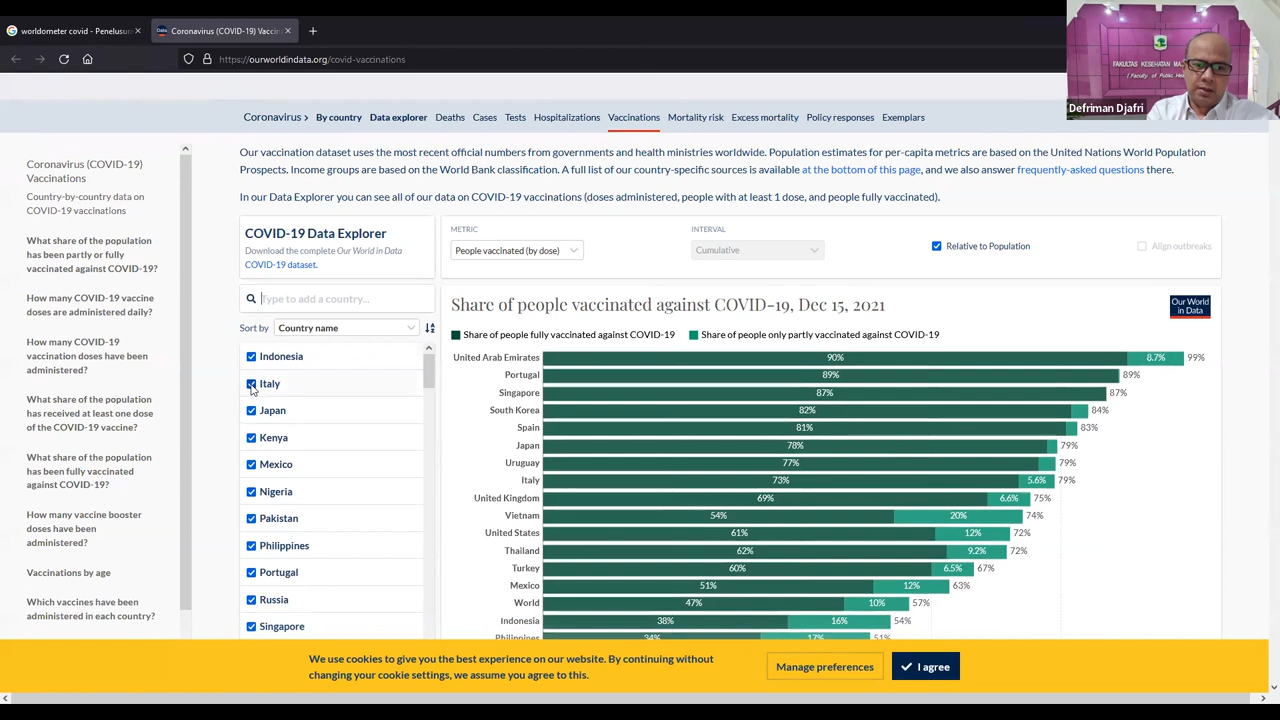 worldometer covid - Penelusu
Coronavirus (COVID-19) Vaccin
https://ourworldindata.org/covid-vaccinations
FAKULTAS KESEHATAN MA
(Faculty of Public He
Defriman Djafri
Coronavirus
By country
Data explorer
Deaths
Cases
Tests
Hospitalizations
Vaccinations
Mortality risk
Excess mortality
Policy responses
Exemplars
Coronavirus (COVID-19)
Vaccinations
Country-by-country data on
COVID-19 vaccinations
What share of the population
has been partly or fully
vaccinated against COVID-19?
How many COVID-19 vaccine
doses are administered daily?
How many COVID-19
vaccination doses have been
administered?
What share of the population
has received at least one dose
of the COVID-19 vaccine?
What share of the population
has been fully vaccinated
against COVID-19?
How many vaccine booster
doses have been
administered?
Vaccinations by age
Which vaccines have been
administered in each country?
Our vaccination dataset uses the most recent official numbers from governments and health ministries worldwide. Population estimates for per-capita metrics are based on the United Nations World Population
Prospects. Income groups are based on the World Bank classification. A full list of our country-specific sources is available at the bottom of this page, and we also answer frequently-asked questions there.
In our Data Explorer you can see all of our data on COVID-19 vaccinations (doses administered, people with at least 1 dose, and people fully vaccinated).
COVID-19 Data Explorer
Download the complete Our World in Data
COVID-19 dataset.
METRIC
People vaccinated (by dose)
INTERVAL
Cumulative
Relative to Population
Align outbreaks
Type to add a country...
Sort by
Country name
Indonesia
Italy
Japan
Kenya
Mexico
Nigeria
Pakistan
Philippines
Portugal
Russia
Singapore
Share of people vaccinated against COVID-19, Dec 15, 2021
Our World
in Data
Share of people fully vaccinated against COVID-19
Share of people only partly vaccinated against COVID-19
United Arab Emirates 90% 8.7% 99%
Portugal 89% 89%
Singapore 87% 87%
South Korea 82% 84%
Spain 81% 83%
Japan 78% 79%
Uruguay 77% 79%
Italy 73% 5.6% 79%
United Kingdom 69% 6.6% 75%
Vietnam 54% 20% 74%
United States 61% 12% 72%
Thailand 62% 9.2% 72%
Turkey 60% 6.5% 67%
Mexico 51% 12% 63%
World 47% 10% 57%
Indonesia 38% 16% 54%
Philippines 34% 17% 51%
We use cookies to give you the best experience on our website. By continuing without
changing your cookie settings, we assume you agree to this.
Manage preferences
I agree